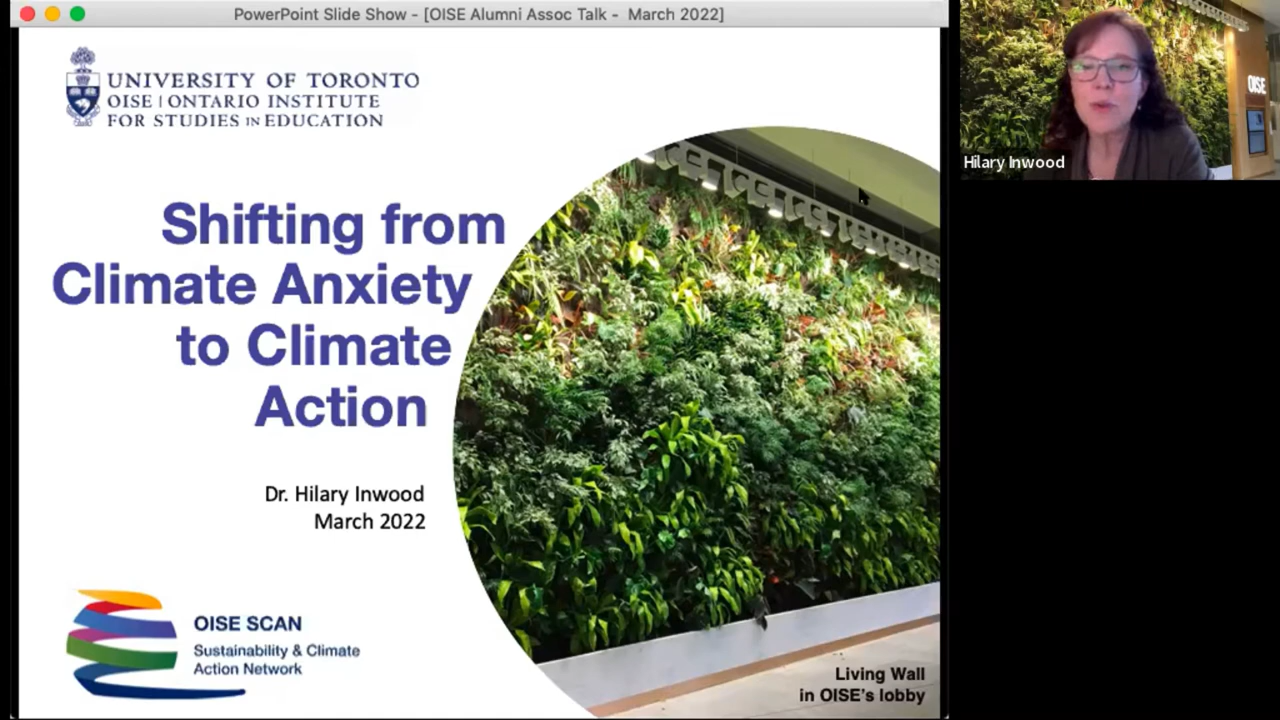 PowerPoint Slide Show - [OISE Alumni Assoc Talk - March 2022]
UNIVERSITY OF TORONTO
OISE | ONTARIO INSTITUTE
FOR STUDIES IN EDUCATION
Shifting from
Climate Anxiety
to Climate
Action
Dr. Hilary Inwood
March 2022
OISE SCAN
Sustainability & Climate
Action Network
Living Wall
in OISE's lobby
OISE
Hilary Inwood